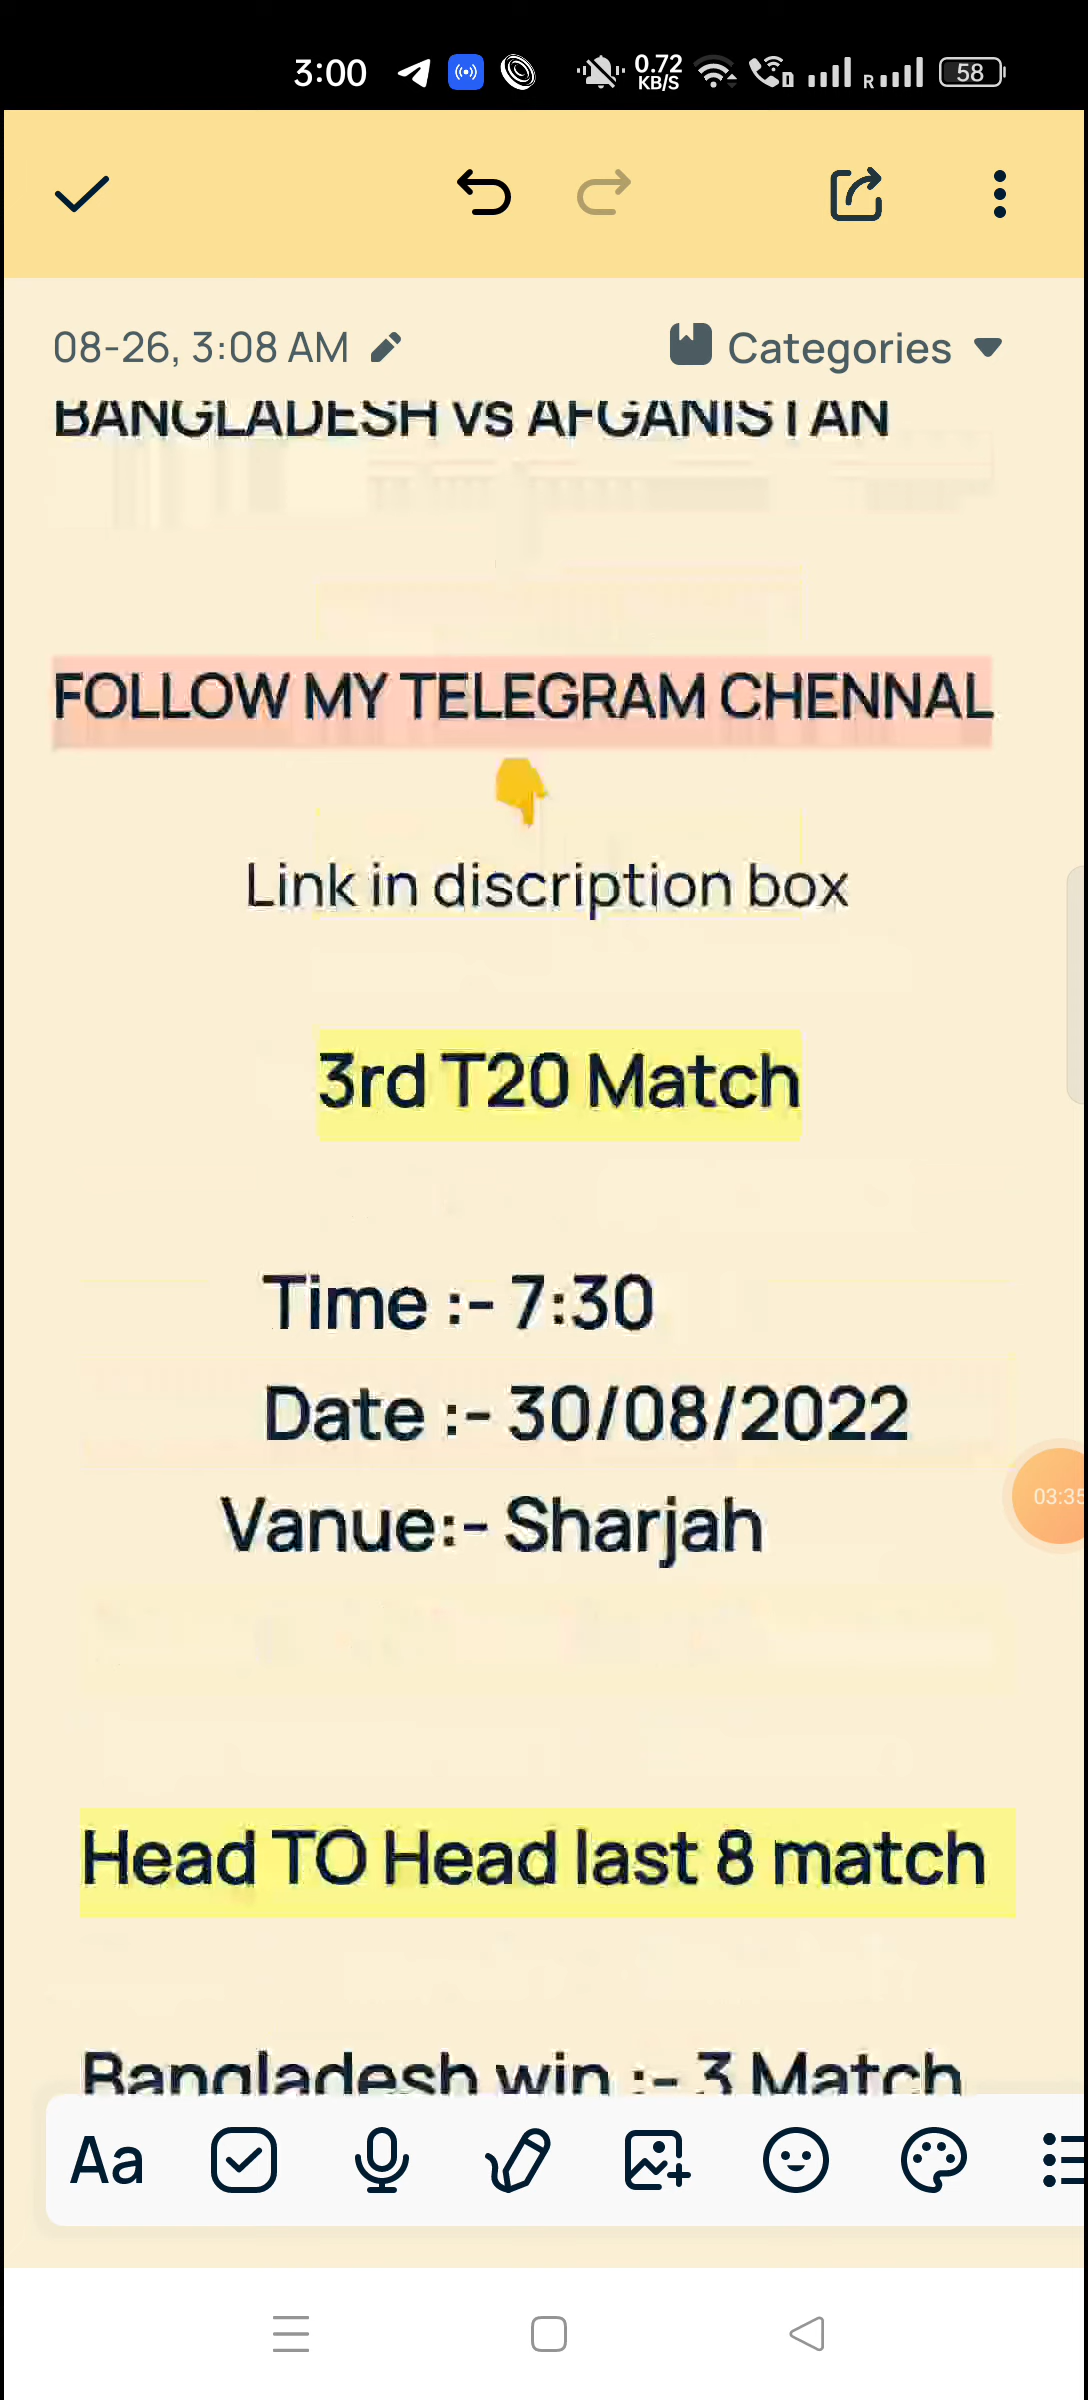 3:00
0.72
KB/S
R
58
08-26, 3:08 AM
Categories
BANGLADESH vs AFGANISTAN
FOLLOW MY TELEGRAM CHENNAL
Link in discription box
3rd T20 Match
Time :- 7:30
Date :- 30/08/2022
03:35
Vanue:- Sharjah
Head TO Head last 8 match
Bangladesh win :- 3 Match
Aa